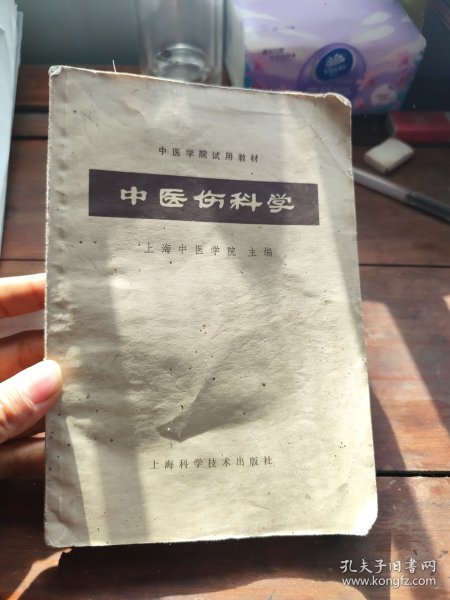 中医学院试用教材
中医伤科学
上海中医学院 主编
上海科学技术出版社
Vinda
孔夫子旧书网
www.kongfz.com